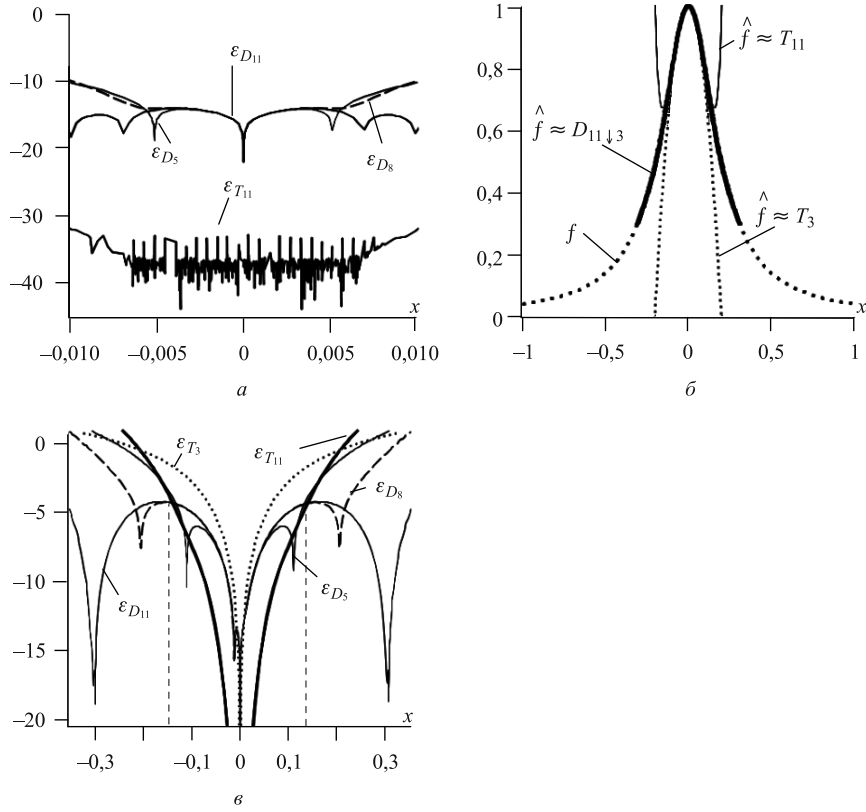 0
–10
–20
–30
–40
ε_{D_{11}}
ε_{D_5}
ε_{D_8}
ε_{T_{11}}
x
–0,010 –0,005 0 0,005 0,010
а
1
0,8
0,6
0,4
0,2
0
f̂ ≈ T_{11}
f̂ ≈ D_{11↓3}
f̂ ≈ T_3
f
x
–1 –0,5 0 0,5 1
б
0
–5
–10
–15
–20
ε_{T_3}
ε_{T_{11}}
ε_{D_8}
ε_{D_5}
ε_{D_{11}}
x
–0,3 –0,1 0 0,1 0,3
в